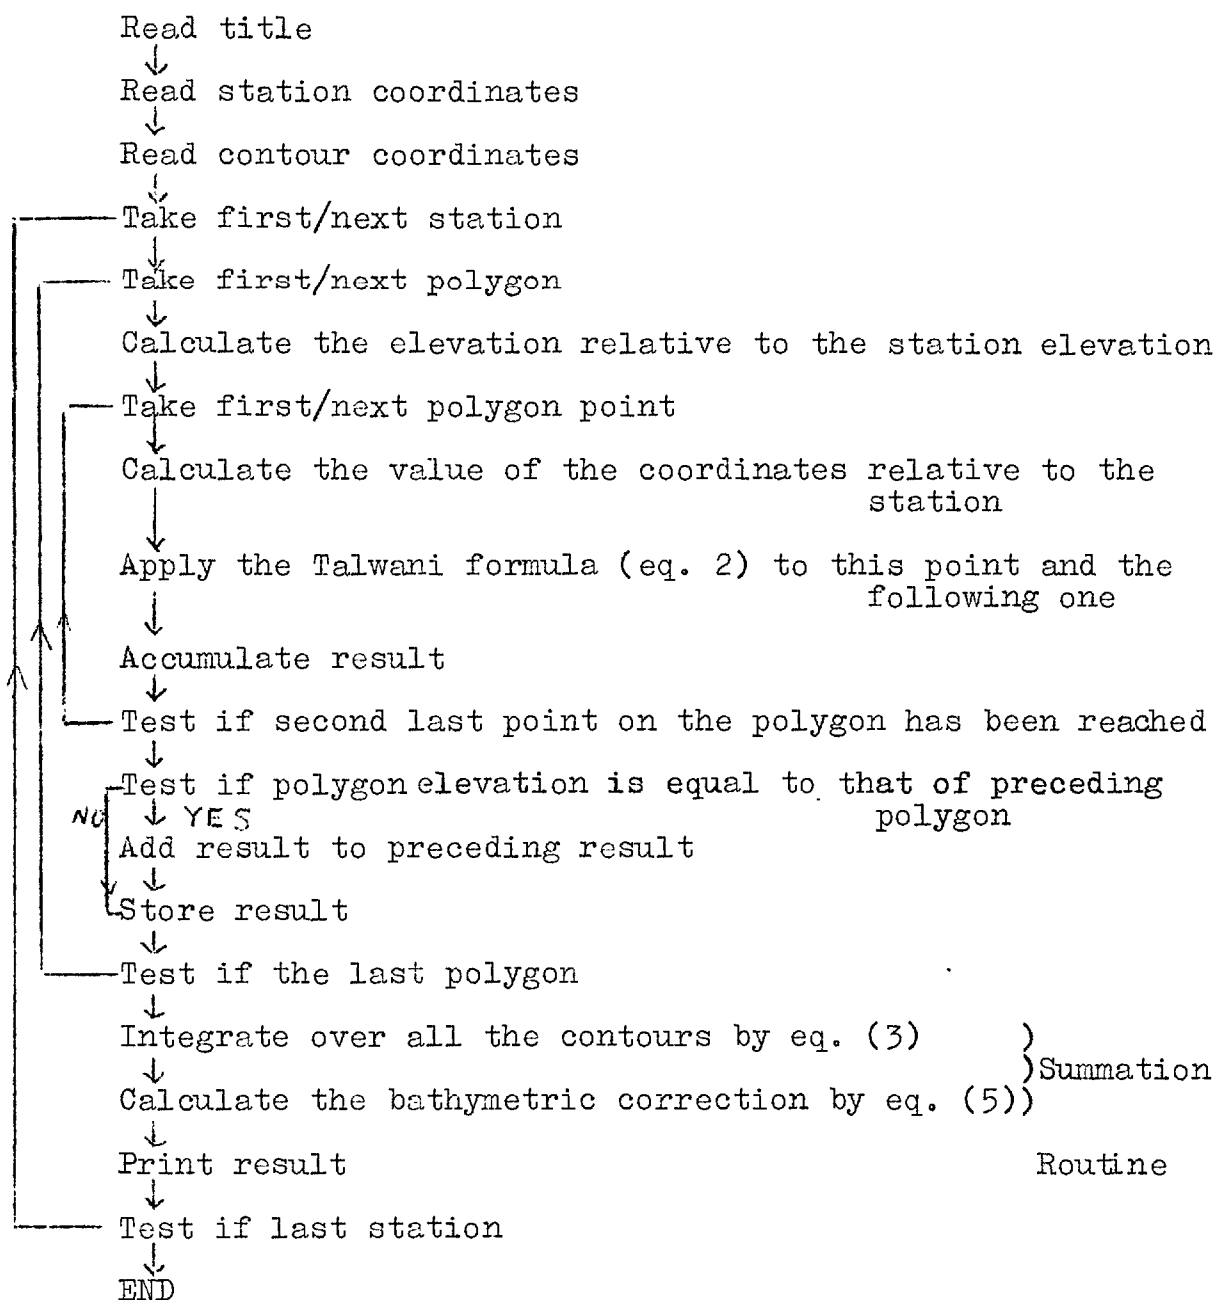 Read title
Read station coordinates
Read contour coordinates
Take first/next station
Take first/next polygon
Calculate the elevation relative to the station elevation
Take first/next polygon point
Calculate the value of the coordinates relative to the
station
Apply the Talwani formula (eq. 2) to this point and the
following one
Accumulate result
Test if second last point on the polygon has been reached
Test if polygon elevation is equal to that of preceding
polygon
NO YES
Add result to preceding result
Store result
Test if the last polygon
Integrate over all the contours by eq. (3) )
)Summation
Calculate the bathymetric correction by eq. (5))
Print result Routine
Test if last station
END